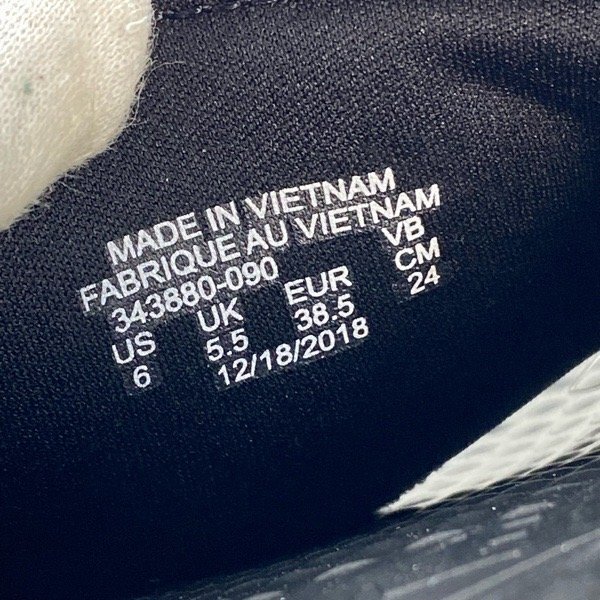 MADE IN VIETNAM
FABRIQUE AU VIETNAM
343880-090 VB
US UK EUR CM
6 5.5 38.5 24
12/18/2018